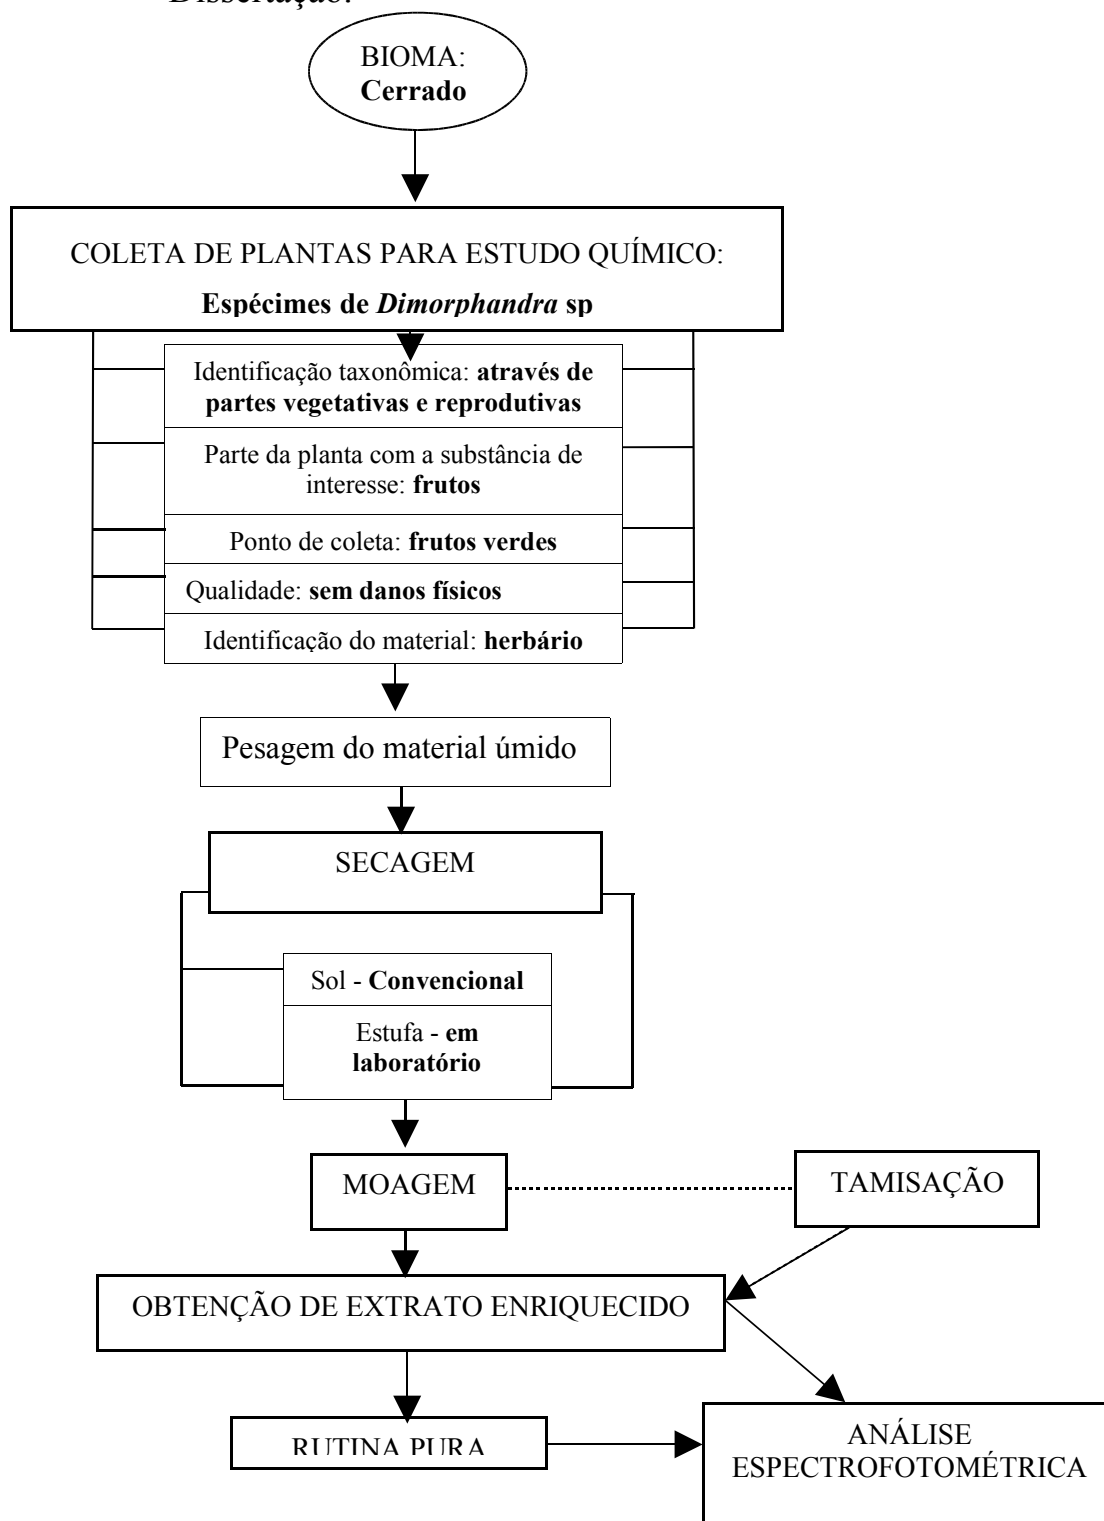 Dissertação:
BIOMA:
Cerrado
COLETA DE PLANTAS PARA ESTUDO QUÍMICO:
Espécimes de Dimorphandra sp
Identificação taxonômica: através de
partes vegetativas e reprodutivas
Parte da planta com a substância de
interesse: frutos
Ponto de coleta: frutos verdes
Qualidade: sem danos físicos
Identificação do material: herbário
Pesagem do material úmido
SECAGEM
Sol - Convencional
Estufa - em
laboratório
MOAGEM
TAMISAÇÃO
OBTENÇÃO DE EXTRATO ENRIQUECIDO
RUTINA PURA
ANÁLISE
ESPECTROFOTOMÉTRICA